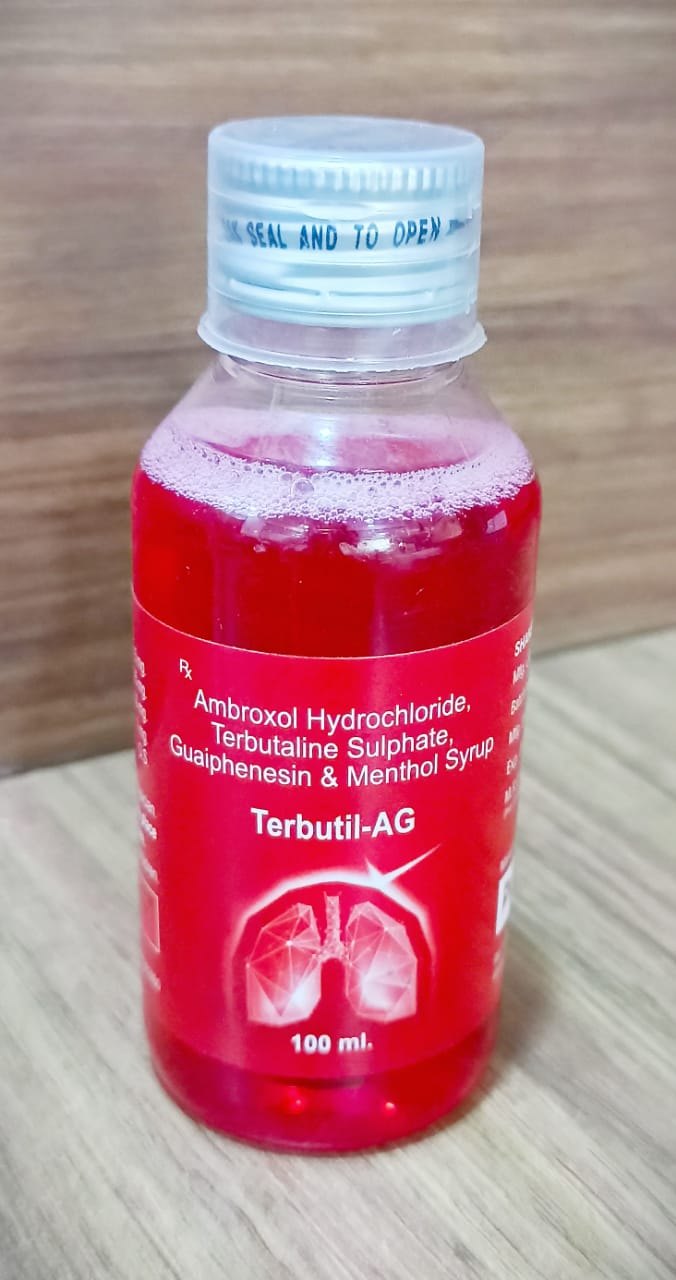 SEAL AND TO OPEN
Rx
Ambroxol Hydrochloride,
Terbutaline Sulphate,
Guaiphenesin & Menthol Syrup
Terbutil-AG
100 ml.